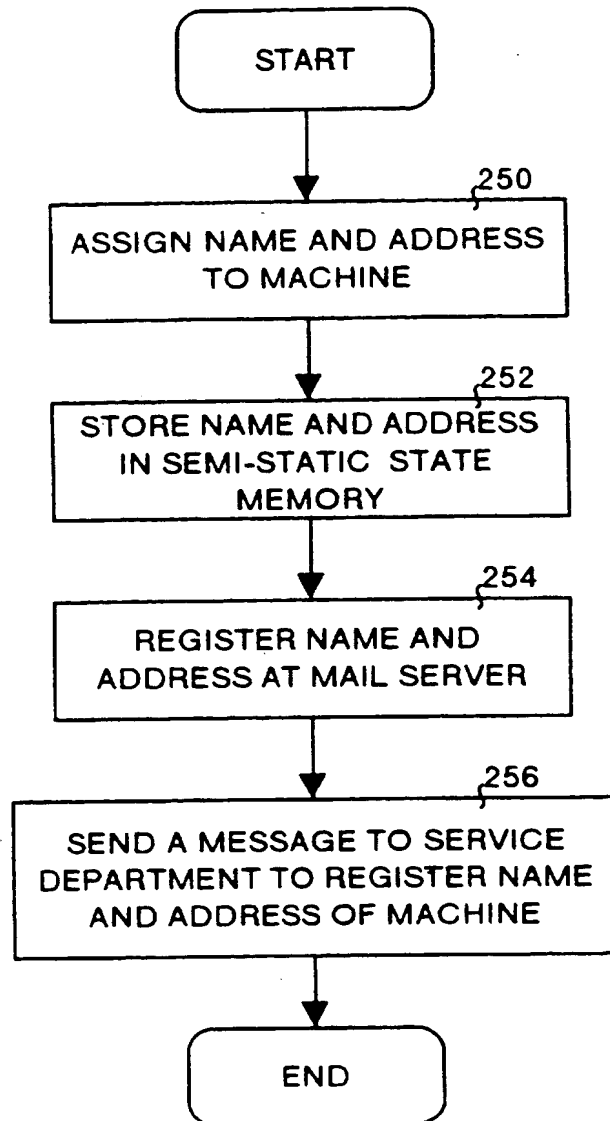 START
250
ASSIGN NAME AND ADDRESS
TO MACHINE
252
STORE NAME AND ADDRESS
IN SEMI-STATIC STATE
MEMORY
254
REGISTER NAME AND
ADDRESS AT MAIL SERVER
256
SEND A MESSAGE TO SERVICE
DEPARTMENT TO REGISTER NAME
AND ADDRESS OF MACHINE
END